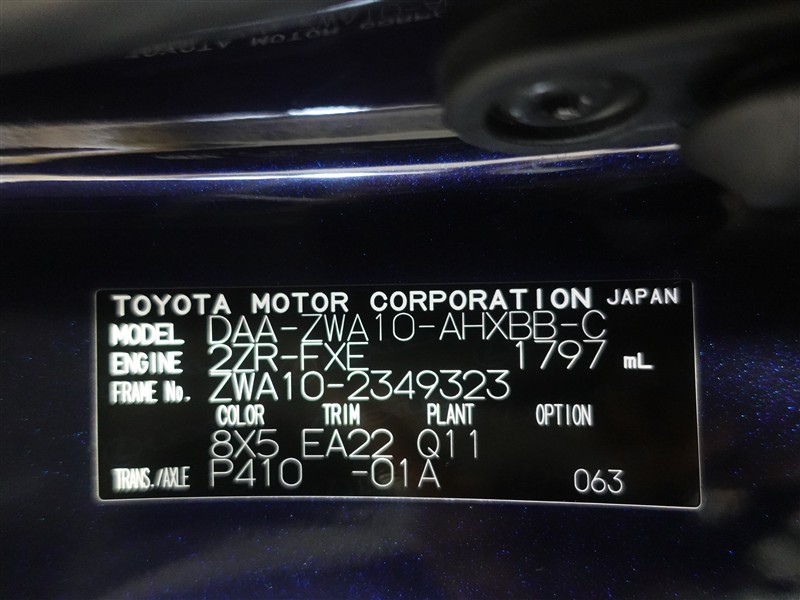 TOYOTA MOTOR CORPORATION JAPAN
MODEL DAA-ZWA10-AHXBB-C
ENGINE 2ZR-FXE 1797 mL
FRAME No. ZWA10-2349323
COLOR TRIM PLANT OPTION
8X5 EA22 Q11
TRANS./AXLE P410 -01A 063